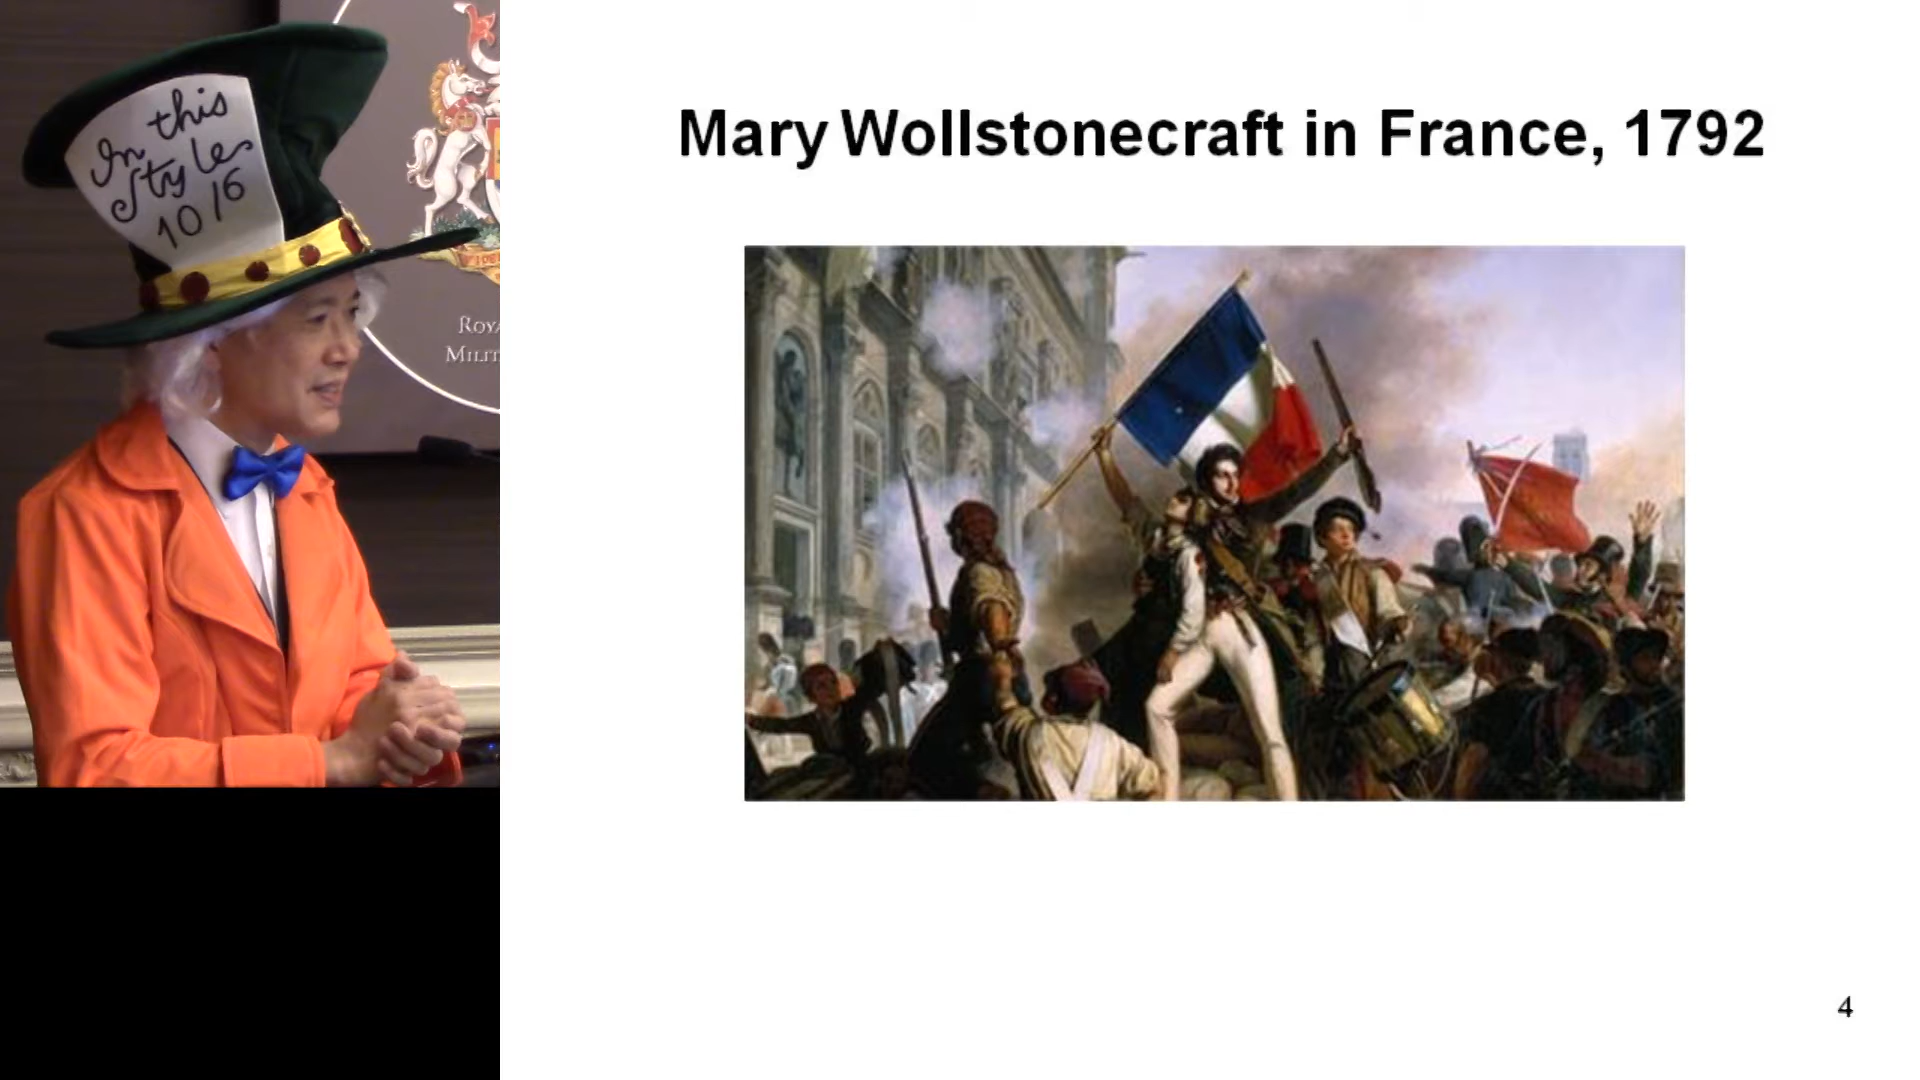 In this
Style
10/6
Mary Wollstonecraft in France, 1792
4